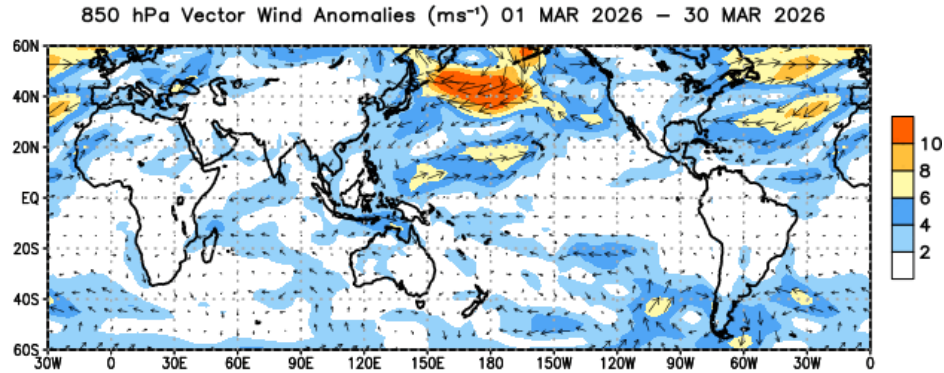 850 hPa Vector Wind Anomalies (ms⁻¹) 01 MAR 2026 – 30 MAR 2026
60N
40N
20N
EQ
20S
40S
60S
30W 0 30E 60E 90E 120E 150E 180 150W 120W 90W 60W 30W 0
10
8
6
4
2